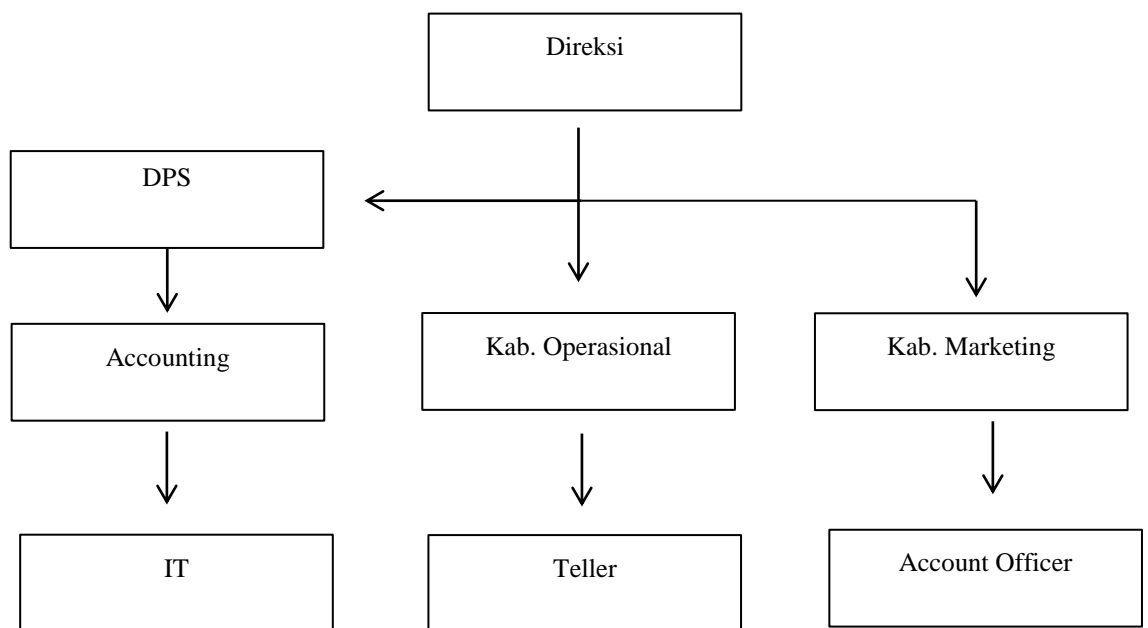 Direksi
DPS
Accounting
Kab. Operasional
Kab. Marketing
IT
Teller
Account Officer